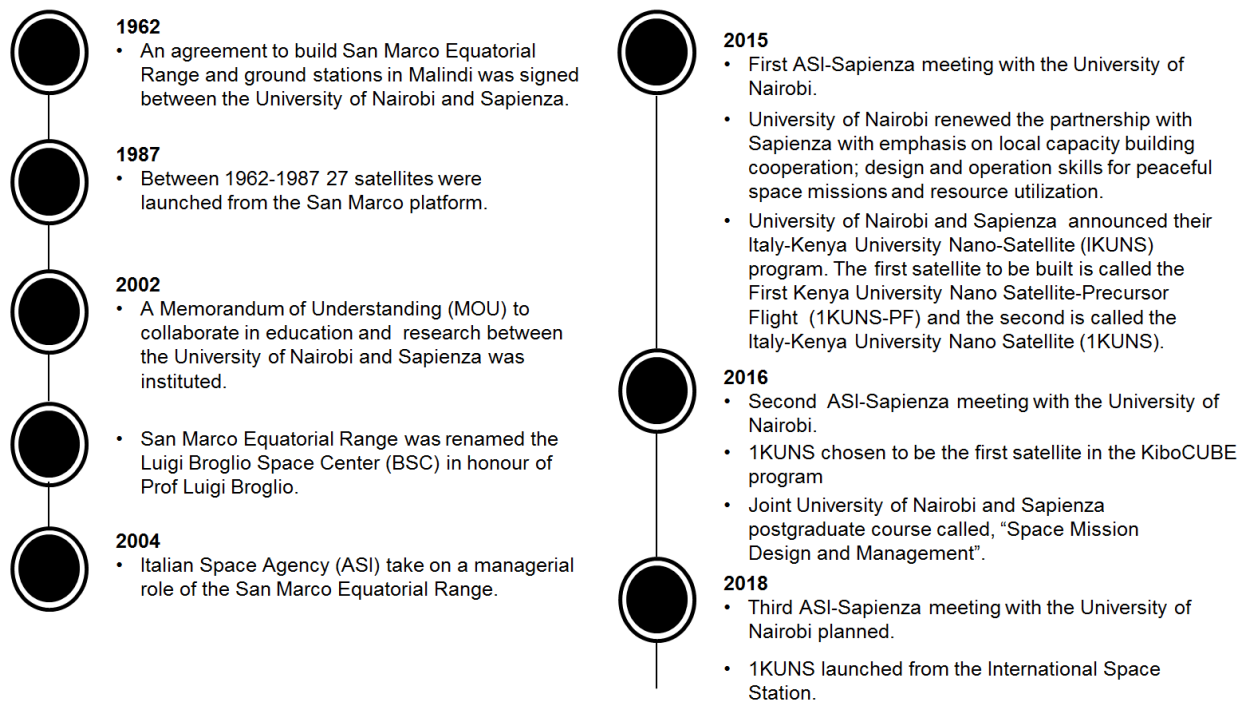 1962
• An agreement to build San Marco Equatorial
Range and ground stations in Malindi was signed
between the University of Nairobi and Sapienza.
1987
• Between 1962-1987 27 satellites were
launched from the San Marco platform.
2002
• A Memorandum of Understanding (MOU) to
collaborate in education and research between
the University of Nairobi and Sapienza was
instituted.
• San Marco Equatorial Range was renamed the
Luigi Broglio Space Center (BSC) in honour of
Prof Luigi Broglio.
2004
• Italian Space Agency (ASI) take on a managerial
role of the San Marco Equatorial Range.
2015
• First ASI-Sapienza meeting with the University of
Nairobi.
• University of Nairobi renewed the partnership with
Sapienza with emphasis on local capacity building
cooperation; design and operation skills for peaceful
space missions and resource utilization.
• University of Nairobi and Sapienza announced their
Italy-Kenya University Nano-Satellite (IKUNS)
program. The first satellite to be built is called the
First Kenya University Nano Satellite-Precursor
Flight (1KUNS-PF) and the second is called the
Italy-Kenya University Nano Satellite (1KUNS).
2016
• Second ASI-Sapienza meeting with the University of
Nairobi.
• 1KUNS chosen to be the first satellite in the KiboCUBE
program
• Joint University of Nairobi and Sapienza
postgraduate course called, “Space Mission
Design and Management”.
2018
• Third ASI-Sapienza meeting with the University of
Nairobi planned.
• 1KUNS launched from the International Space
Station.